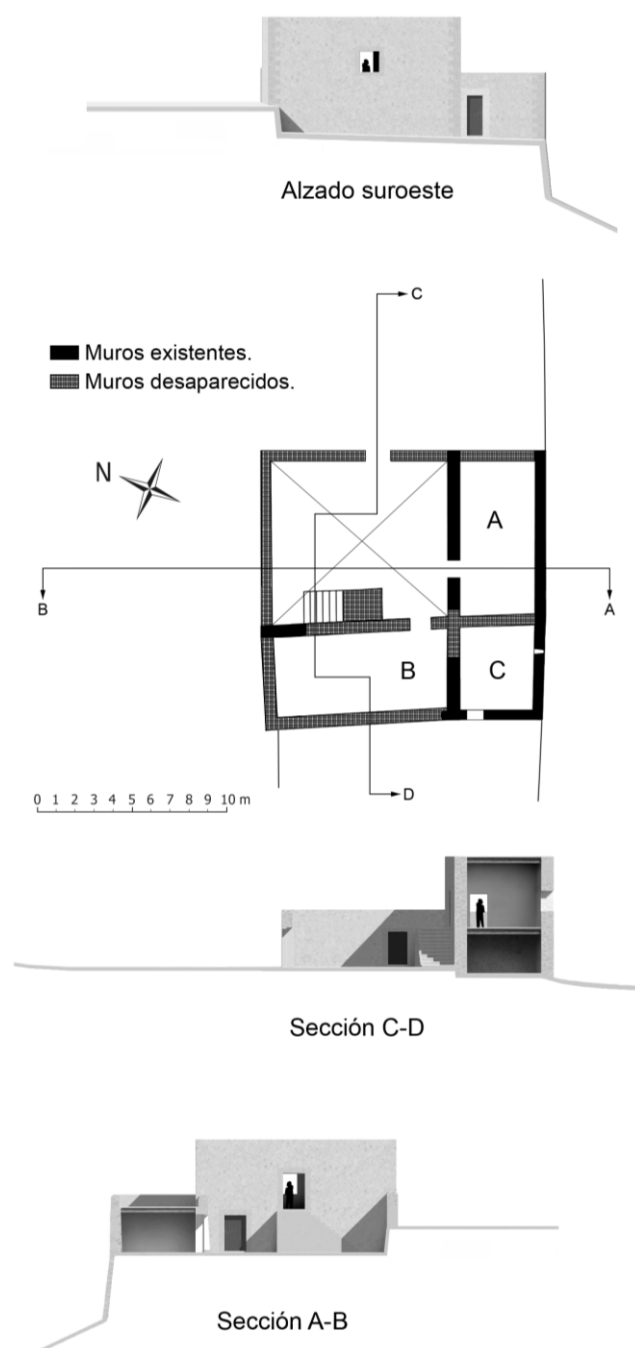 Alzado suroeste
C
Muros existentes.
Muros desaparecidos.
N
A
B
A
B
C
D
0 1 2 3 4 5 6 7 8 9 10 m
Sección C-D
Sección A-B